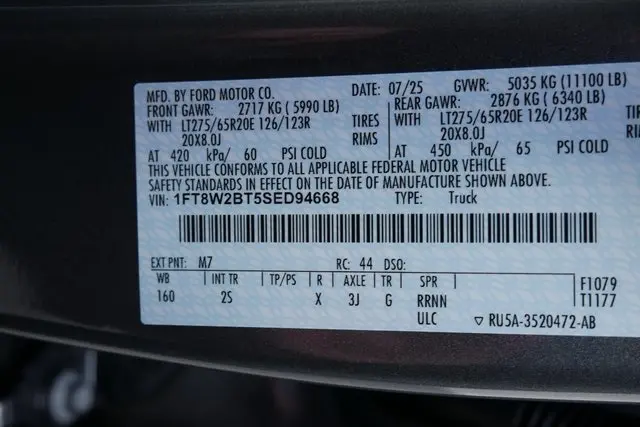 MFD. BY FORD MOTOR CO. DATE: 07/25 GVWR: 5035 KG (11100 LB)
FRONT GAWR: 2717 KG ( 5990 LB) REAR GAWR: 2876 KG ( 6340 LB)
WITH LT275/65R20E 126/123R TIRES WITH LT275/65R20E 126/123R TIRES
20X8.0J RIMS 20X8.0J RIMS
AT 420 kPa/ 60 PSI COLD AT 450 kPa/ 65 PSI COLD
THIS VEHICLE CONFORMS TO ALL APPLICABLE FEDERAL MOTOR VEHICLE
SAFETY STANDARDS IN EFFECT ON THE DATE OF MANUFACTURE SHOWN ABOVE.
VIN: 1FT8W2BT5SED94668 TYPE: Truck
EXT PNT: M7 RC: 44 DSO:
WB INT TR TP/PS R AXLE TR SPR F1079
160 2S X 3J G RRNN T1177
ULC ▽ RU5A-3520472-AB